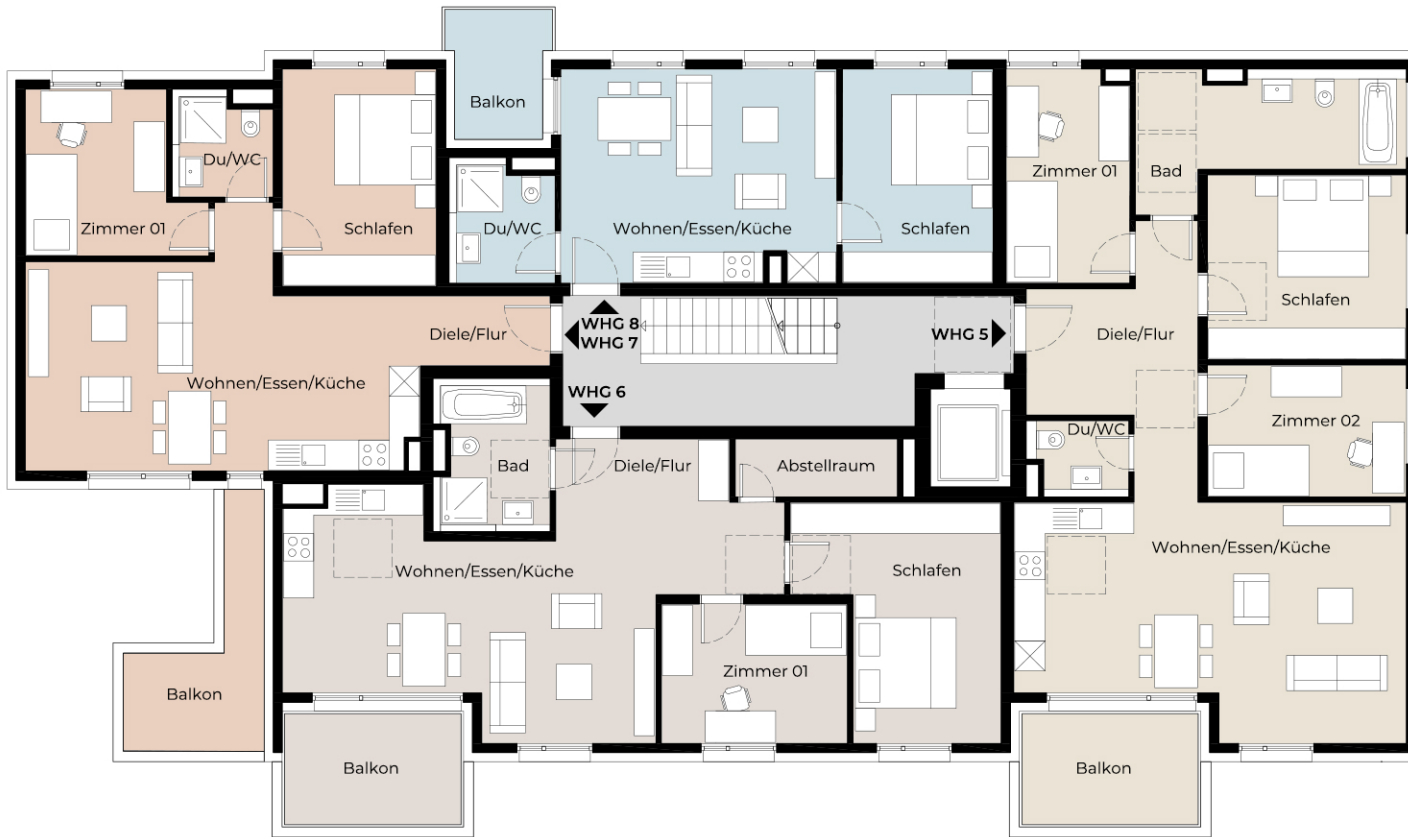 Balkon
Du/WC
Zimmer 01
Bad
Zimmer 01
Schlafen
Du/WC
Wohnen/Essen/Küche
Schlafen
Schlafen
WHG 8
WHG 7
WHG 5
Diele/Flur
Diele/Flur
Wohnen/Essen/Küche
WHG 6
Zimmer 02
Du/WC
Bad
Diele/Flur
Abstellraum
Wohnen/Essen/Küche
Wohnen/Essen/Küche
Schlafen
Zimmer 01
Balkon
Balkon
Balkon